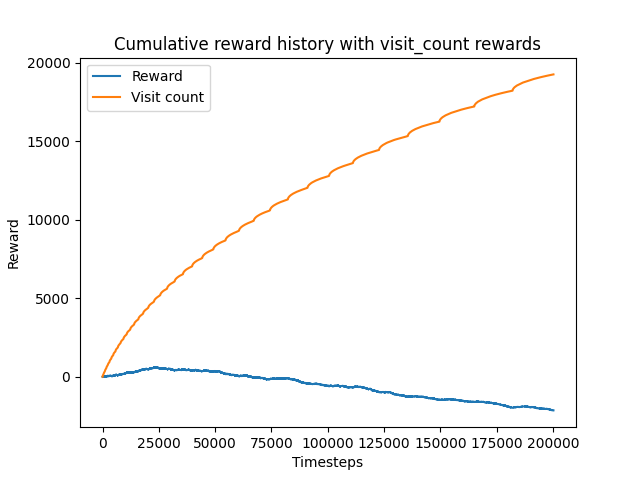 Cumulative reward history with visit_count rewards
Reward
Visit count
20000
15000
10000
5000
0
Reward
0 25000 50000 75000 100000 125000 150000 175000 200000
Timesteps